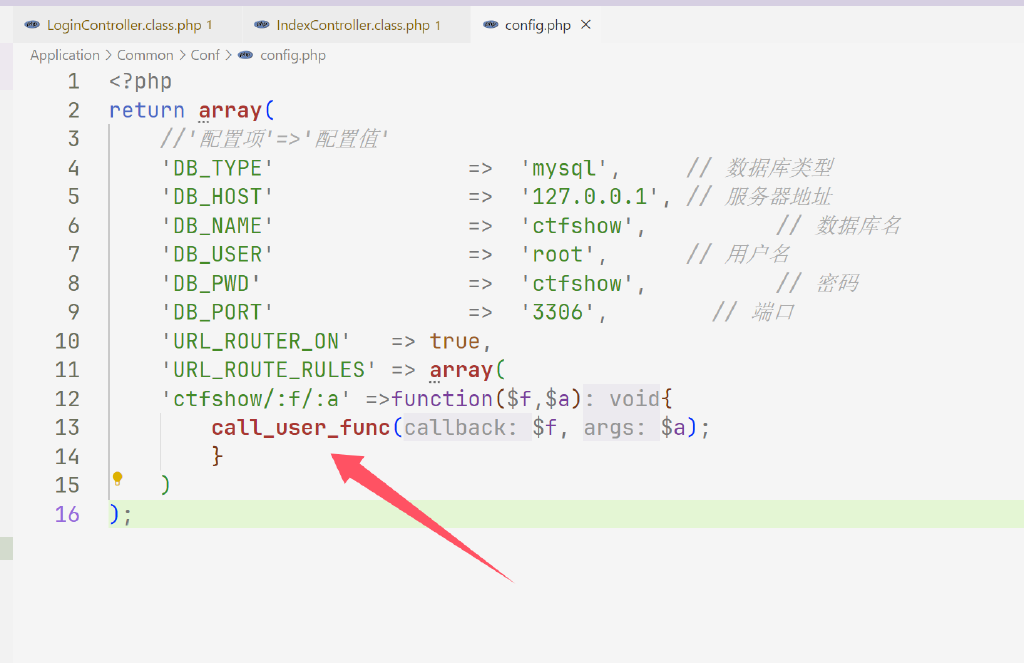 LoginController.class.php 1 IndexController.class.php 1 config.php ×
Application > Common > Conf > config.php
1 <?php
2 return array(
3 //'配置项'=>'配置值'
4 'DB_TYPE' => 'mysql', // 数据库类型
5 'DB_HOST' => '127.0.0.1', // 服务器地址
6 'DB_NAME' => 'ctfshow', // 数据库名
7 'DB_USER' => 'root', // 用户名
8 'DB_PWD' => 'ctfshow', // 密码
9 'DB_PORT' => '3306', // 端口
10 'URL_ROUTER_ON' => true,
11 'URL_ROUTE_RULES' => array(
12 'ctfshow/:f/:a' =>function($f,$a): void{
13 call_user_func(callback: $f, args: $a);
14 }
15 )
16 );